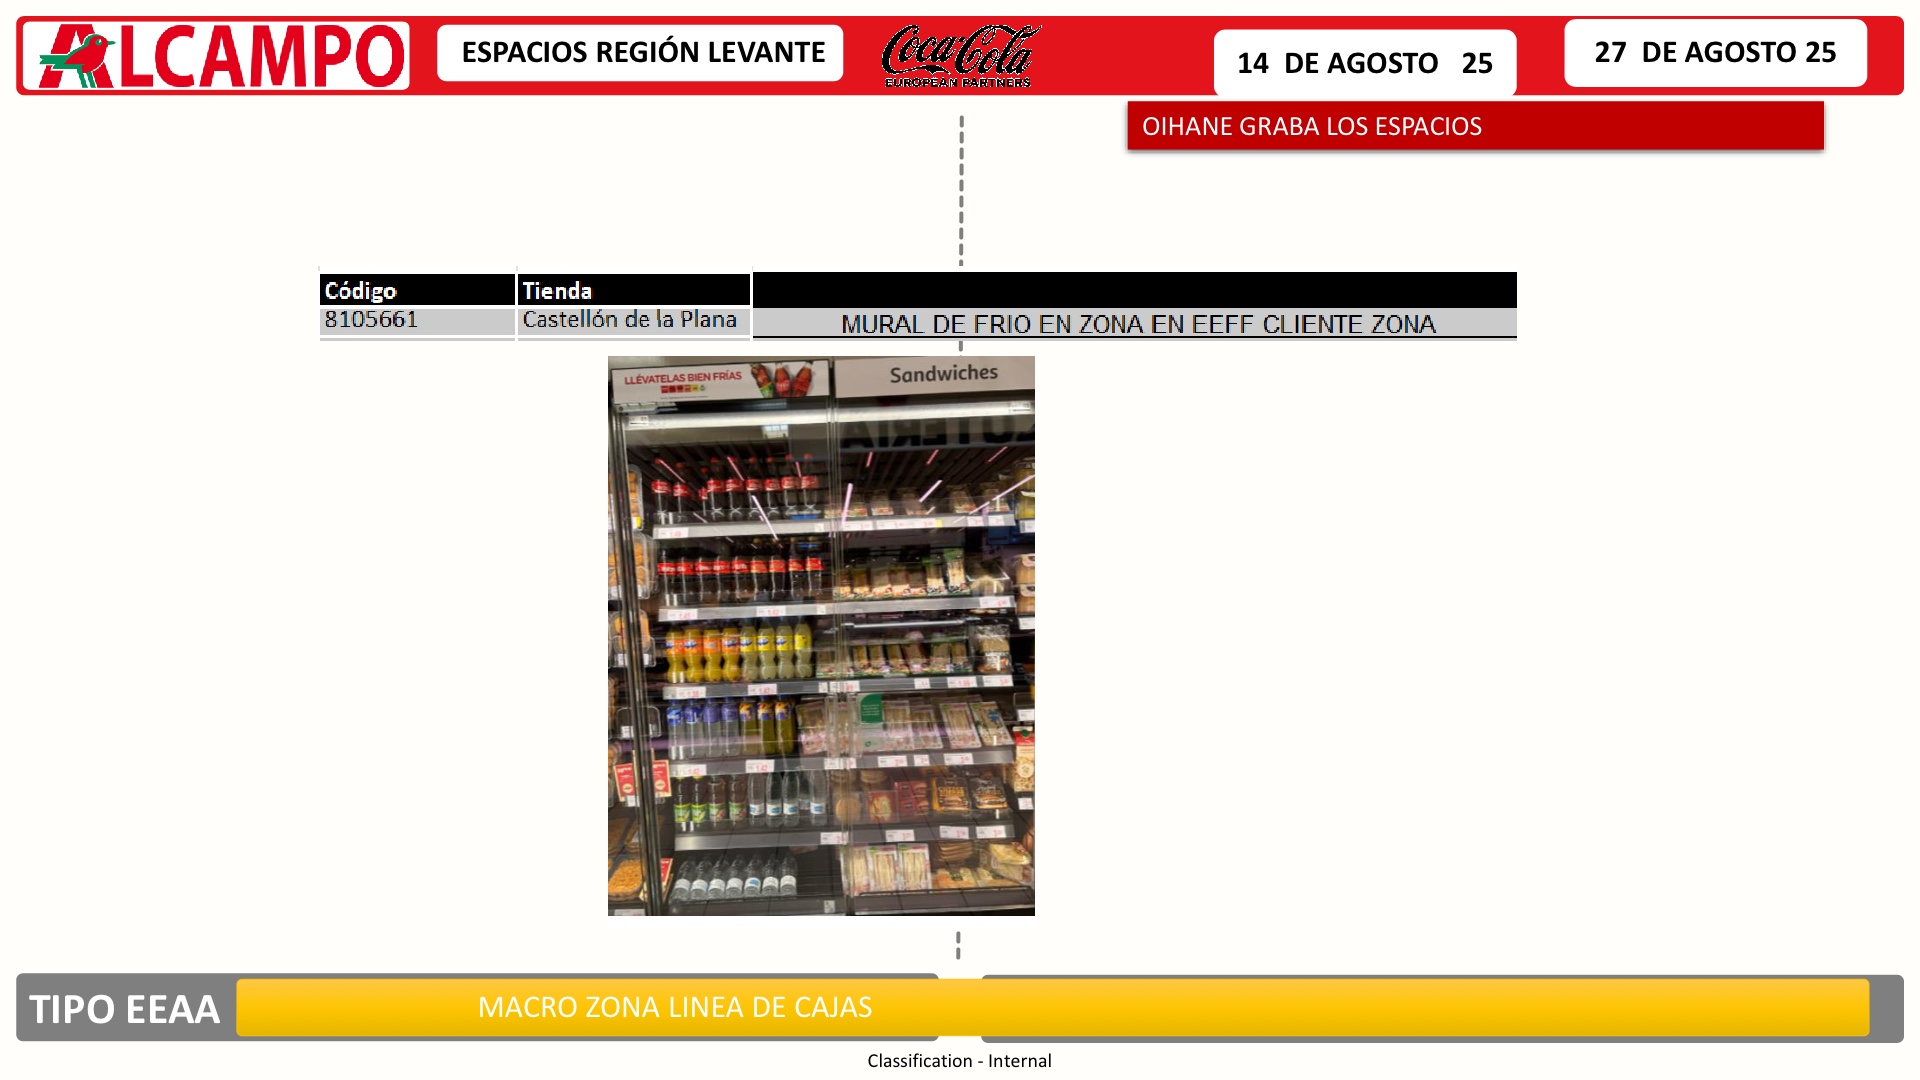 ALCAMPO
ESPACIOS REGIÓN LEVANTE
Coca-Cola
EUROPEAN PARTNERS
14 DE AGOSTO 25
27 DE AGOSTO 25
OIHANE GRABA LOS ESPACIOS
Código Tienda
8105661 Castellón de la Plana MURAL DE FRIO EN ZONA EN EEFF CLIENTE ZONA
LLÉVATELAS BIEN FRÍAS
Sandwiches
TIPO EEAA
MACRO ZONA LINEA DE CAJAS
Classification - Internal